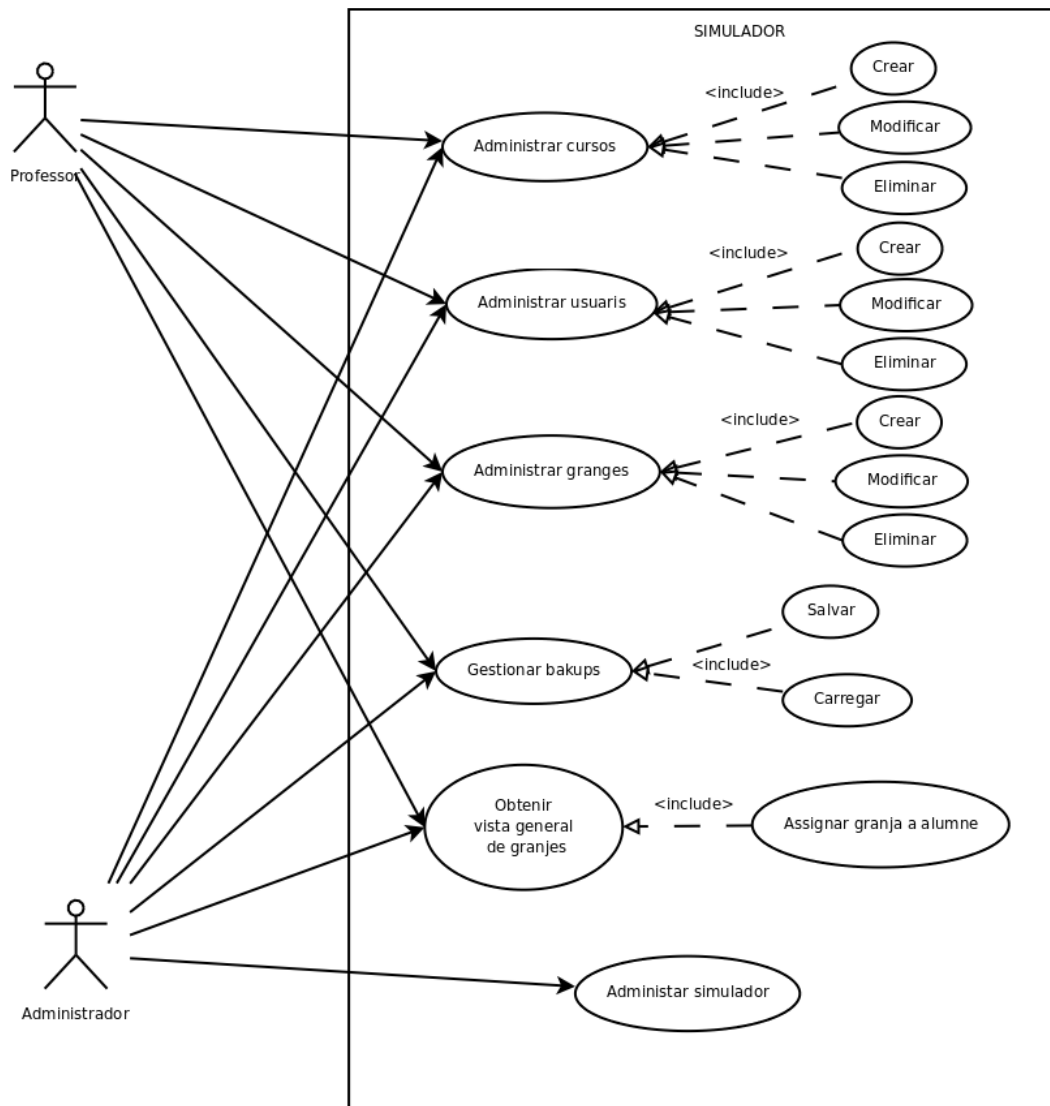 SIMULADOR
Crear
<include>
Modificar
Administrar cursos
Eliminar
Professor
Crear
<include>
Modificar
Administrar usuaris
Eliminar
Crear
<include>
Modificar
Administrar granges
Eliminar
Salvar
<include>
Gestionar bakups
Carregar
Obtenir
vista general
de grangjes
<include>
Assignar granja a alumne
Administar simulador
Administrador